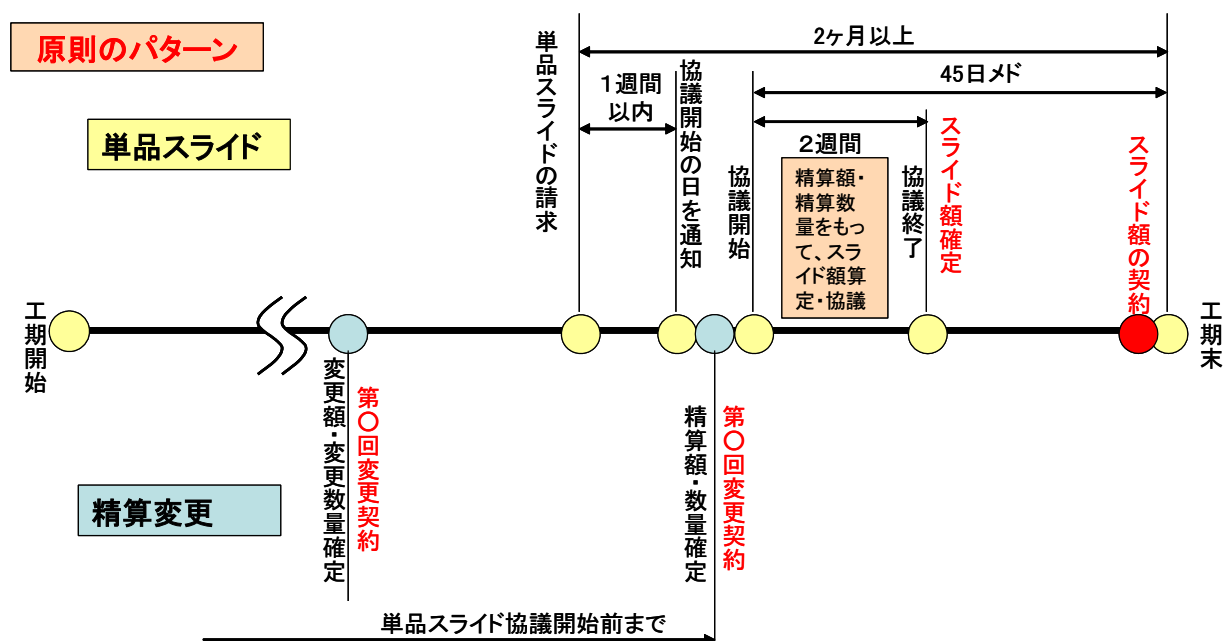 原則のパターン
単品スライド
2ヶ月以上
45日メド
1週間
以内
2週間
単品スライドの請求
協議開始の日を通知
協議開始
精算額・
精算数
量をもっ
て、スラ
イド額算
定・協議
協議終了
スライド額確定
スライド額の契約
工期開始
工期末
変更額・変更数量確定
第〇回変更契約
精算額・数量確定
第〇回変更契約
精算変更
単品スライド協議開始前まで